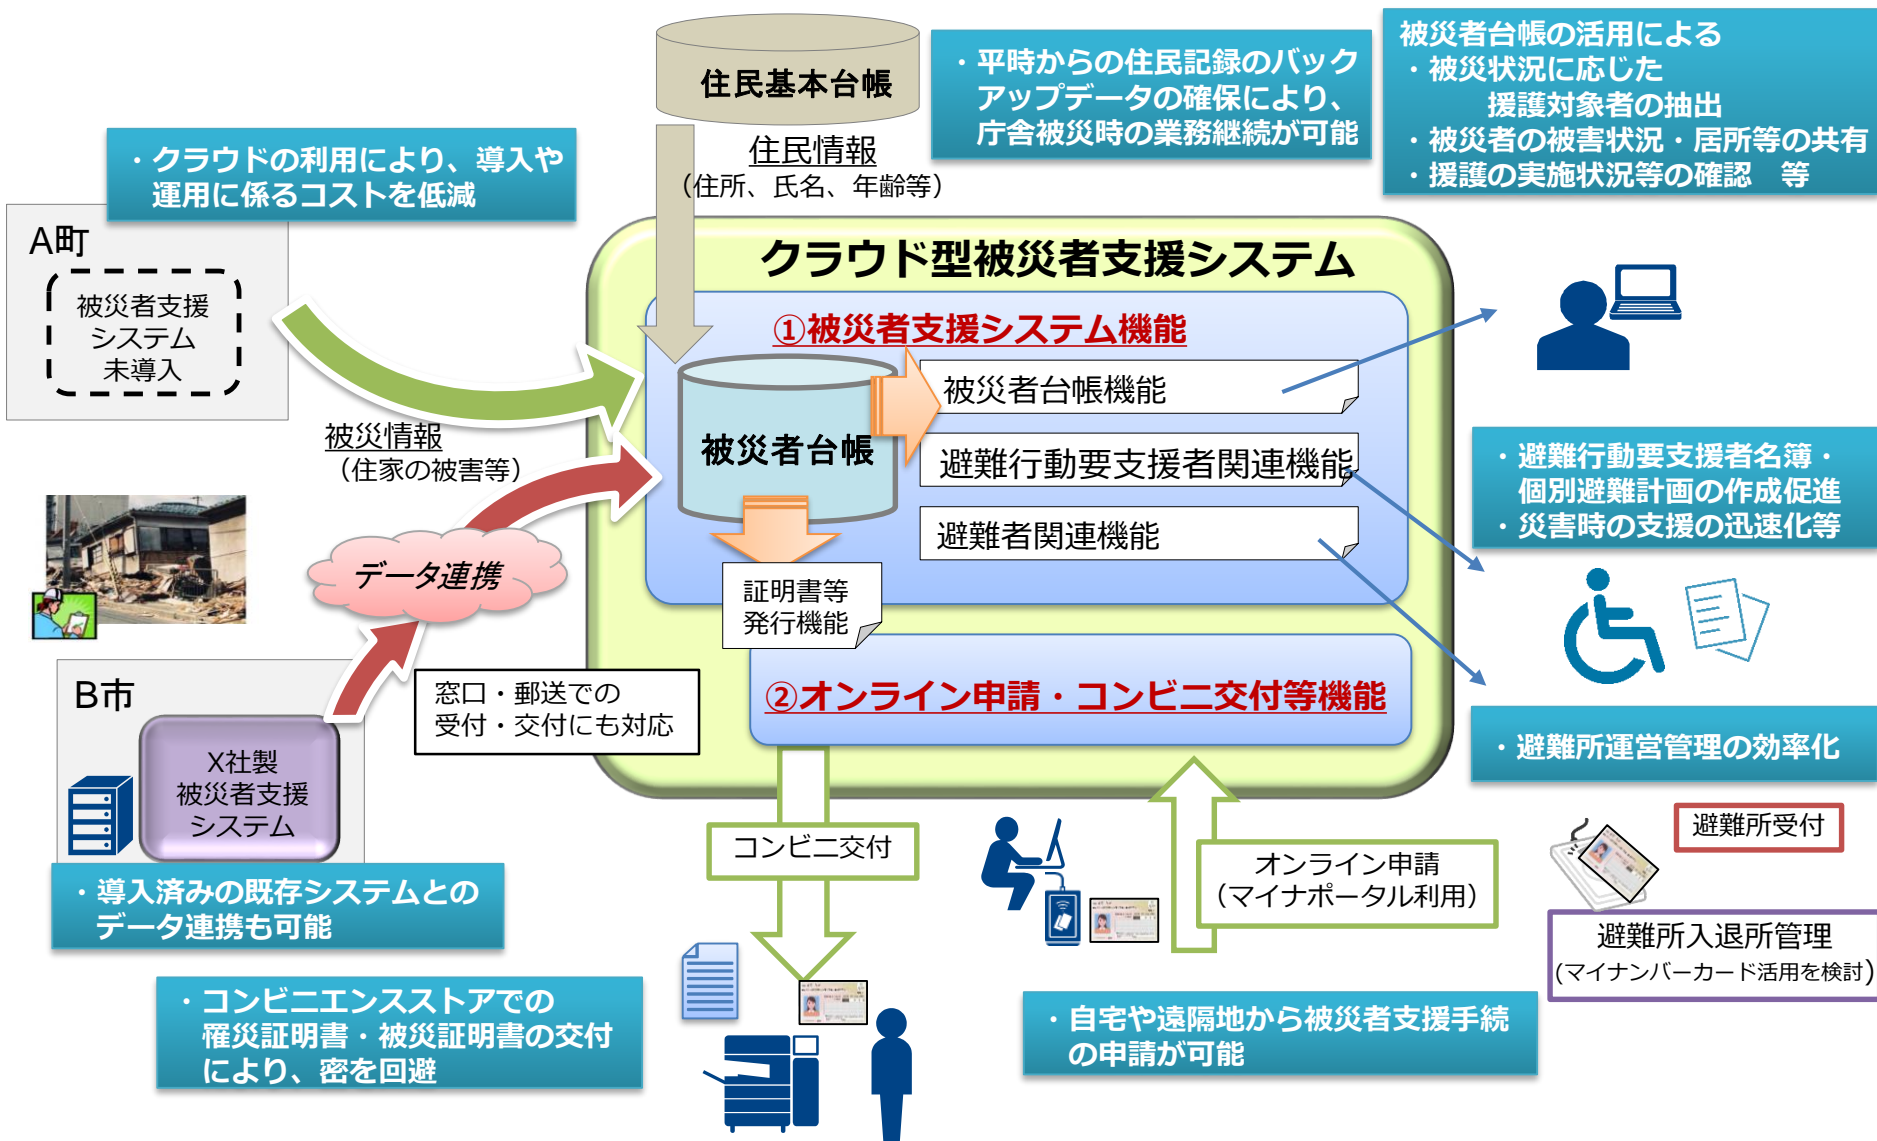 住民基本台帳
住民情報
（住所、氏名、年齢等）
・平時からの住民記録のバック
アップデータの確保により、
庁舎被災時の業務継続が可能
被災者台帳の活用による
・被災状況に応じた
援護対象者の抽出
・被災者の被害状況・居所等の共有
・援護の実施状況等の確認　等
・クラウドの利用により、導入や
運用に係るコストを低減
A町
被災者支援
システム
未導入
被災情報
（住家の被害等）
データ連携
B市
X社製
被災者支援
システム
・導入済みの既存システムとの
データ連携も可能
クラウド型被災者支援システム
①被災者支援システム機能
被災者台帳
被災者台帳機能
避難行動要支援者関連機能
避難者関連機能
証明書等
発行機能
②オンライン申請・コンビニ交付等機能
窓口・郵送での
受付・交付にも対応
・避難行動要支援者名簿・
個別避難計画の作成促進
・災害時の支援の迅速化等
・避難所運営管理の効率化
避難所受付
避難所入退所管理
(マイナンバーカード活用を検討)
コンビニ交付
オンライン申請
（マイナポータル利用）
・コンビニエンスストアでの
罹災証明書・被災証明書の交付
により、密を回避
・自宅や遠隔地から被災者支援手続
の申請が可能